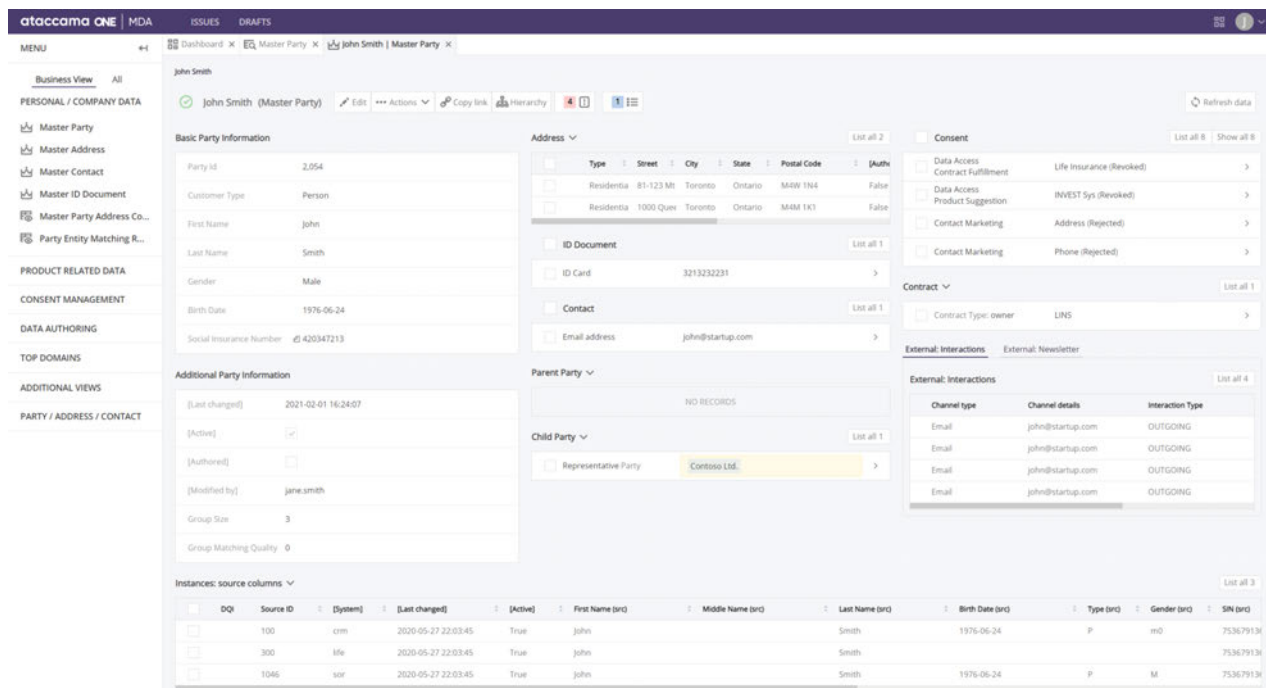 ataccama ONE | MDA ISSUES DRAFTS J
MENU
Dashboard × Master Party × John Smith | Master Party ×
Business View All
PERSONAL / COMPANY DATA
Master Party
Master Address
Master Contact
Master ID Document
Master Party Address Co...
Party Entity Matching R...
PRODUCT RELATED DATA
CONSENT MANAGEMENT
DATA AUTHORING
TOP DOMAINS
ADDITIONAL VIEWS
PARTY / ADDRESS / CONTACT
John Smith
John Smith (Master Party) Edit ••• Actions Copy link Hierarchy 4 1 Refresh data
Basic Party Information
Party Id 2,054
Customer Type Person
First Name John
Last Name Smith
Gender Male
Birth Date 1976-06-24
Social Insurance Number 420347213
Additional Party Information
[Last changed] 2021-02-01 16:24:07
[Active]
[Authored]
[Modified by] jane.smith
Group Size 3
Group Matching Quality 0
Address List all 2
Type Street City State Postal Code [Autho
Residentia 81-123 Mt Toronto Ontario M4W 1N4 False
Residentia 1000 Quee Toronto Ontario M4M 1K1 False
ID Document List all 1
ID Card 3213232231
Contact List all 1
Email address john@startup.com
Parent Party
NO RECORDS
Child Party List all 1
Representative Party Contoso Ltd.
Consent List all 8 Show all 8
Data Access
Contract Fulfillment Life Insurance (Revoked)
Data Access
Product Suggestion INVEST Sys (Revoked)
Contact Marketing Address (Rejected)
Contact Marketing Phone (Rejected)
Contract List all 1
Contract Type: owner LINS
External: Interactions External: Newsletter
External: Interactions List all 4
Channel type Channel details Interaction Type
Email john@startup.com OUTGOING
Email john@startup.com OUTGOING
Email john@startup.com OUTGOING
Email john@startup.com OUTGOING
Instances: source columns List all 3
DQI Source ID [System] [Last changed] [Active] First Name (src) Middle Name (src) Last Name (src) Birth Date (src) Type (src) Gender (src) SIN (src)
100 crm 2020-05-27 22:03:45 True John Smith 1976-06-24 P m0 75367913
300 life 2020-05-27 22:03:45 True John Smith 75367913
1046 sor 2020-05-27 22:03:45 True John Smith 1976-06-24 P M 75367913